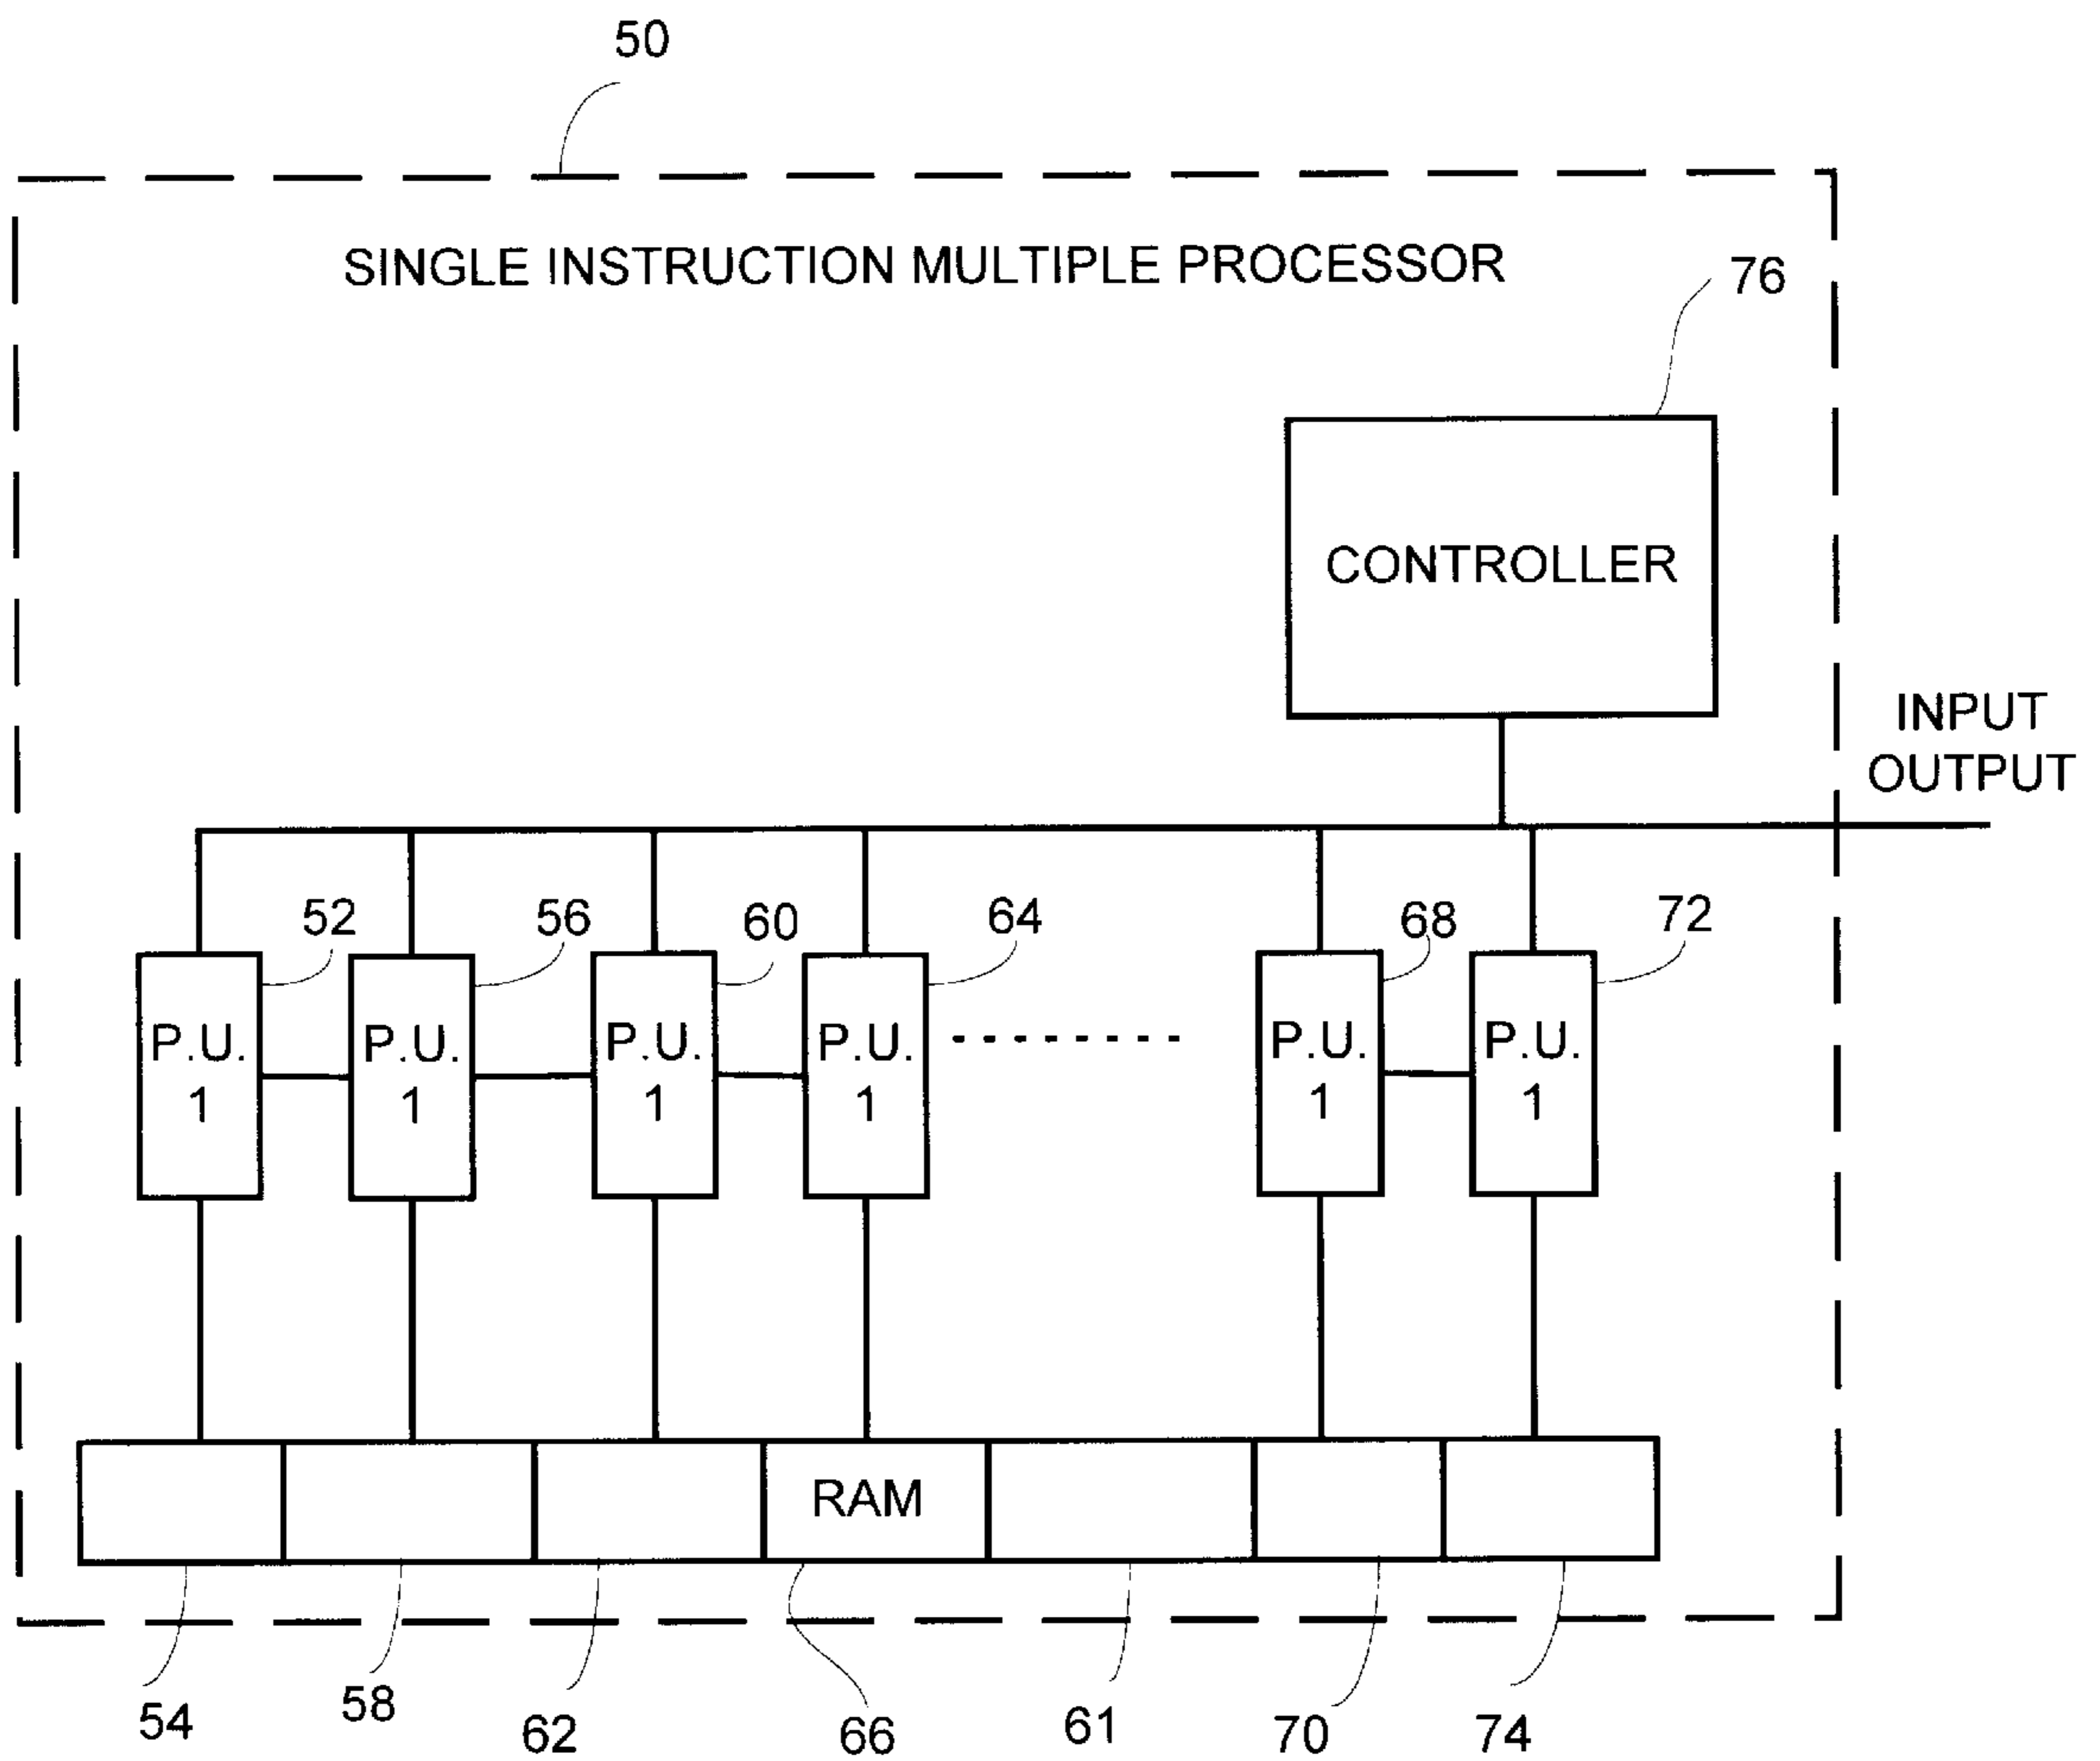 50
SINGLE INSTRUCTION MULTIPLE PROCESSOR
76
CONTROLLER
INPUT
OUTPUT
52
56
60
64
68
72
P.U.
1
P.U.
1
P.U.
1
P.U.
1
P.U.
1
P.U.
1
RAM
54
58
62
66
61
70
74